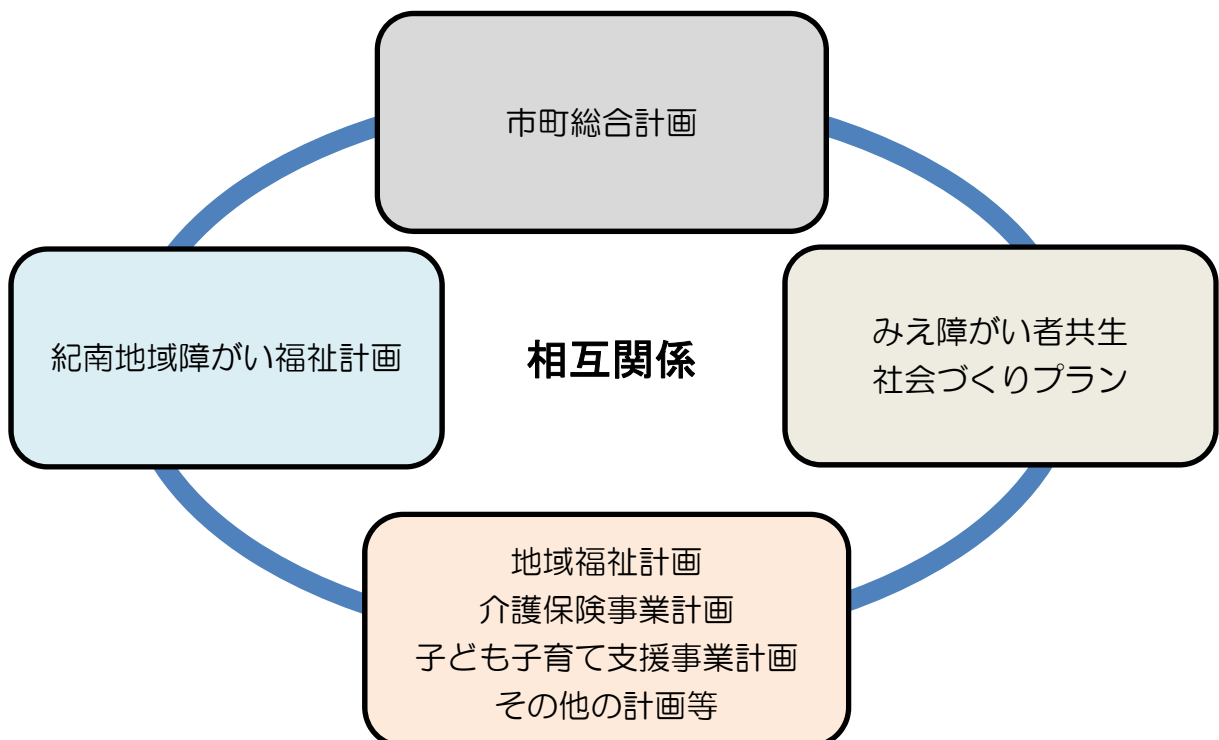 市町総合計画
紀南地域障がい福祉計画
相互関係
みえ障がい者共生
社会づくりプラン
地域福祉計画
介護保険事業計画
子ども子育て支援事業計画
その他の計画等